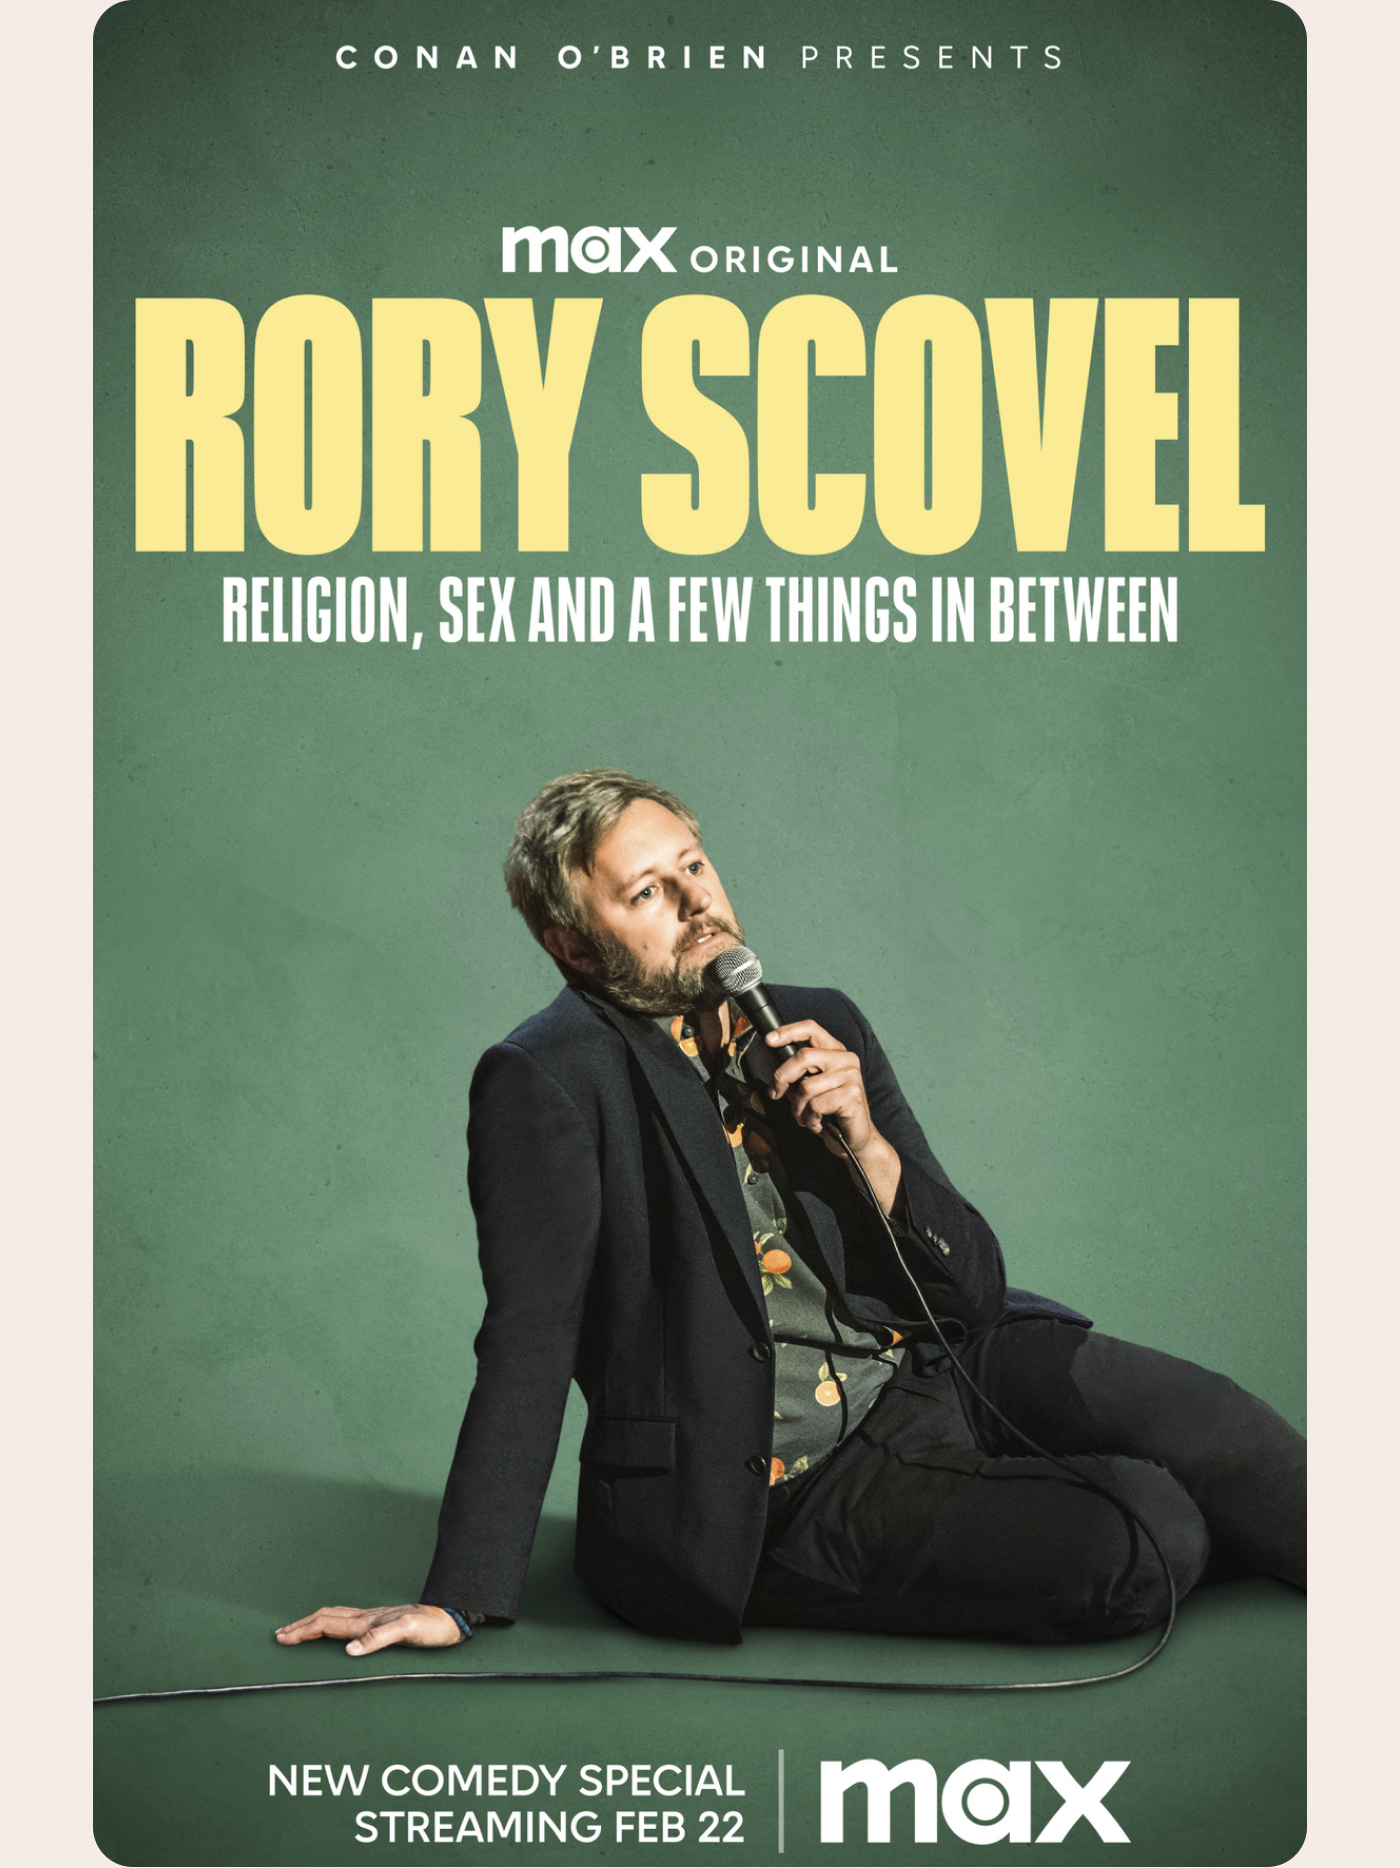 CONAN O'BRIEN PRESENTS
max ORIGINAL
RORY SCOVEL
RELIGION, SEX AND A FEW THINGS IN BETWEEN
NEW COMEDY SPECIAL
STREAMING FEB 22
max